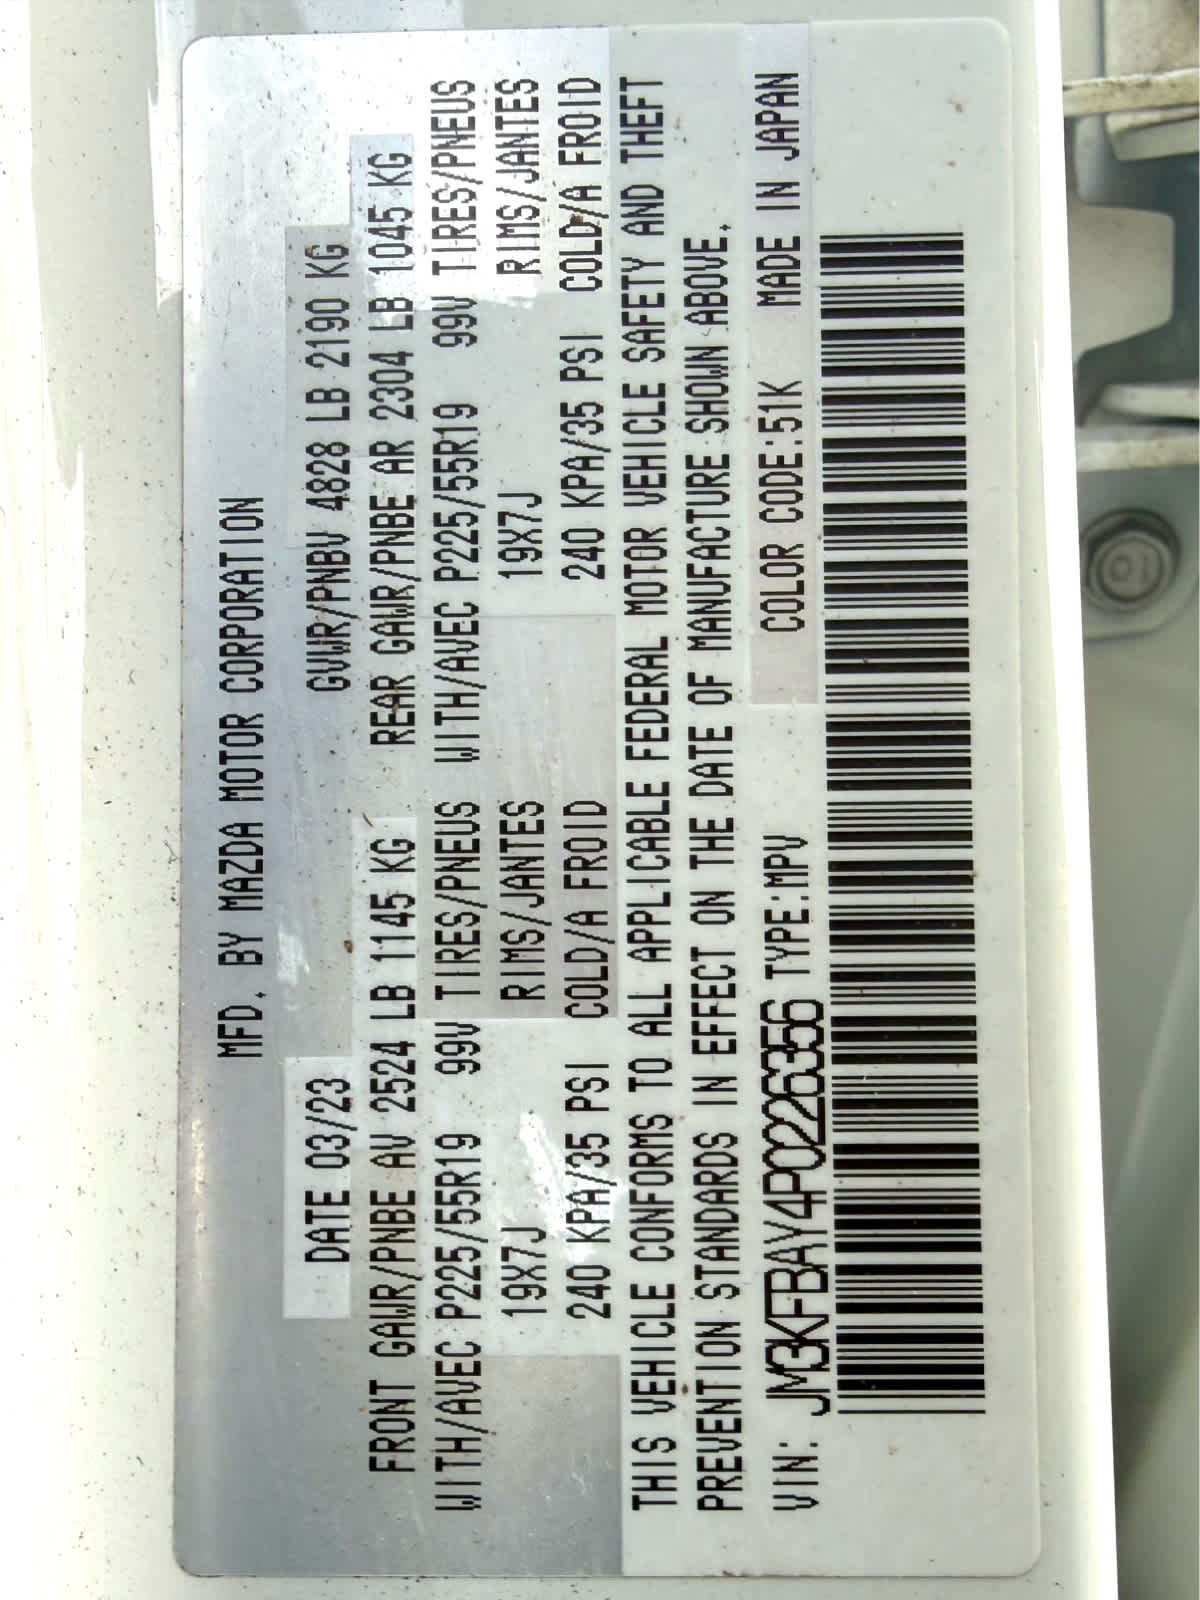 MFD. BY MAZDA MOTOR CORPORATION
DATE 03/23 GVWR/PNBV 4828 LB 2190 KG
FRONT GAWR/PNBE AV 2524 LB 1145 KG REAR GAWR/PNBE AR 2304 LB 1045 KG
WITH/AVEC P225/55R19 99V TIRES/PNEUS WITH/AVEC P225/55R19 99V TIRES/PNEUS
19X7J RIMS/JANTES 19X7J RIMS/JANTES
240 KPA/35 PSI COLD/A FROID 240 KPA/35 PSI COLD/A FROID
THIS VEHICLE CONFORMS TO ALL APPLICABLE FEDERAL MOTOR VEHICLE SAFETY AND THEFT
PREVENTION STANDARDS IN EFFECT ON THE DATE OF MANUFACTURE SHOWN ABOVE.
VIN: JM3KFBAY4P0226356 TYPE:MPV COLOR CODE:51K MADE IN JAPAN